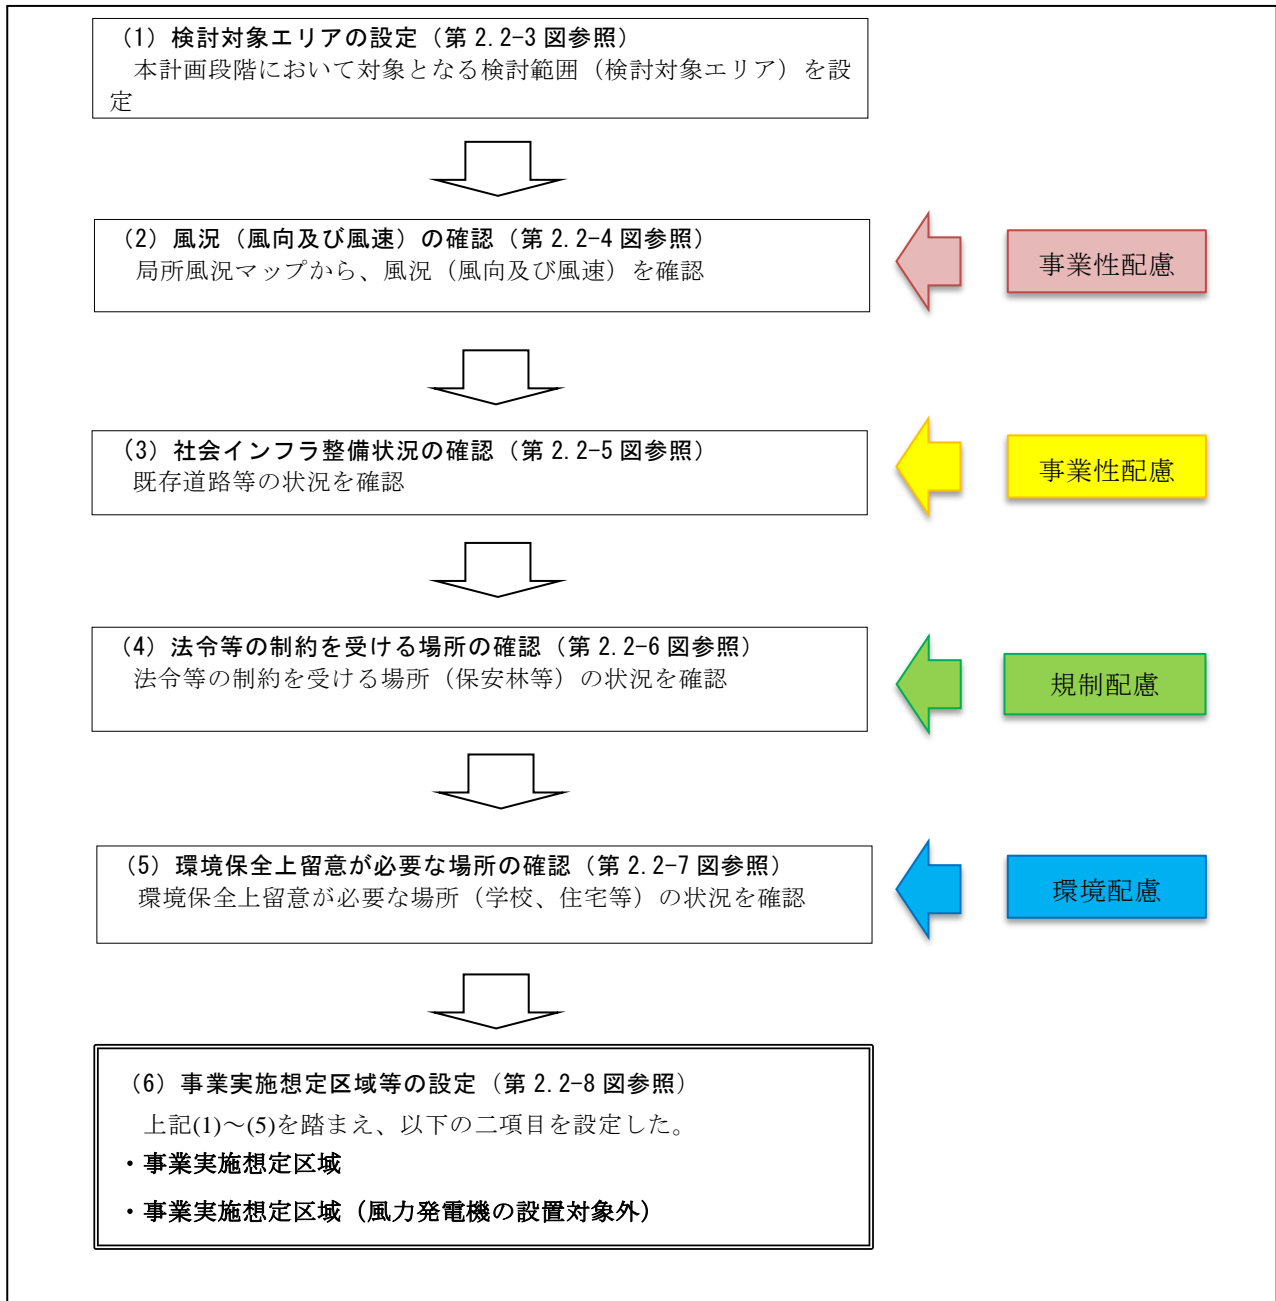 （1）検討対象エリアの設定（第 2.2-3 図参照）
本計画段階において対象となる検討範囲（検討対象エリア）を設
定
（2）風況（風向及び風速）の確認（第 2.2-4 図参照）
局所風況マップから、風況（風向及び風速）を確認
事業性配慮
（3）社会インフラ整備状況の確認（第 2.2-5 図参照）
既存道路等の状況を確認
事業性配慮
（4）法令等の制約を受ける場所の確認（第 2.2-6 図参照）
法令等の制約を受ける場所（保安林等）の状況を確認
規制配慮
（5）環境保全上留意が必要な場所の確認（第 2.2-7 図参照）
環境保全上留意が必要な場所（学校、住宅等）の状況を確認
環境配慮
（6）事業実施想定区域等の設定（第 2.2-8 図参照）
上記(1)～(5)を踏まえ、以下の二項目を設定した。
・事業実施想定区域
・事業実施想定区域（風力発電機の設置対象外）